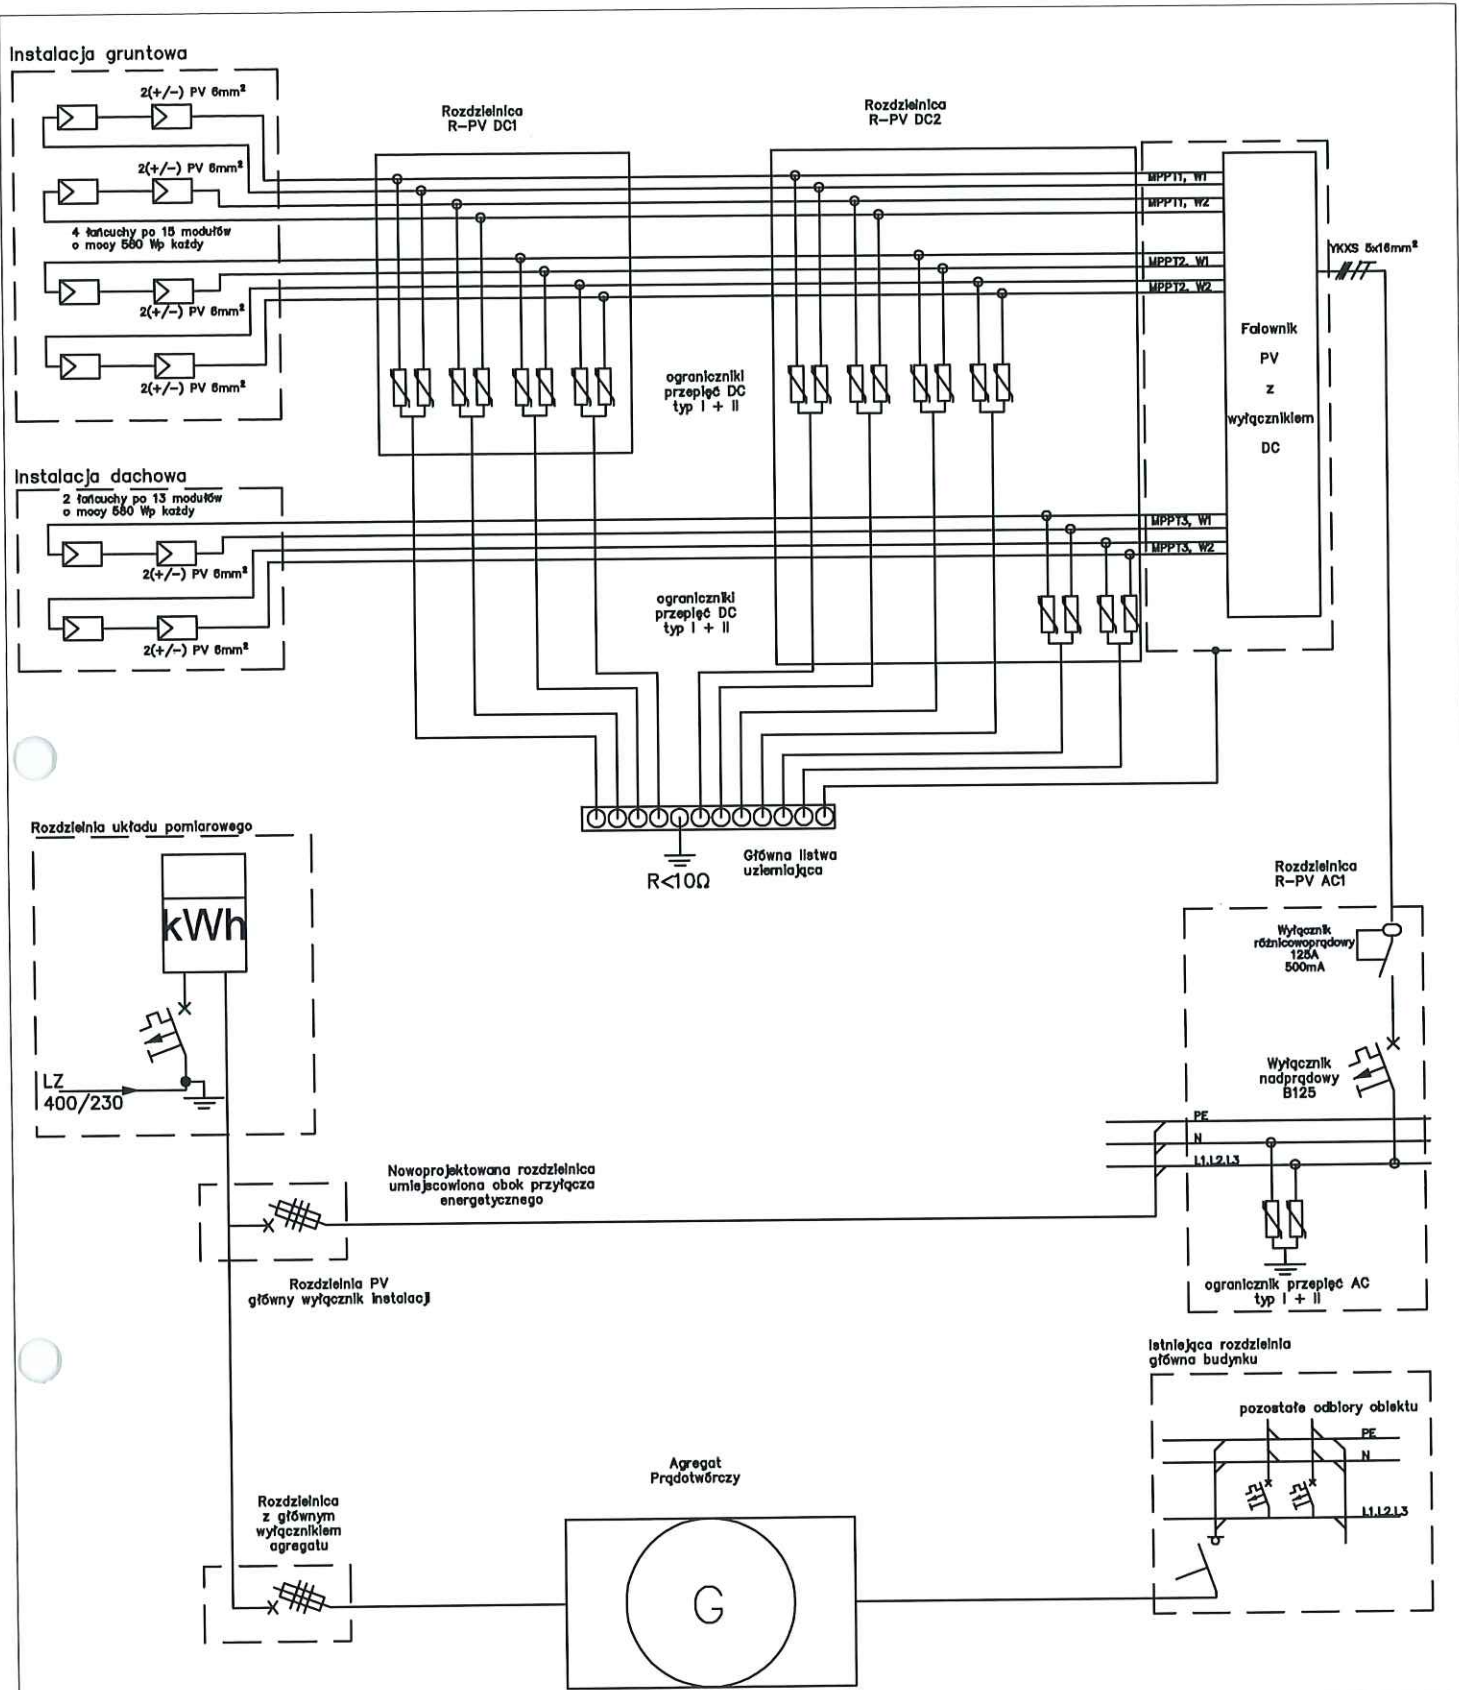 Instalacja gruntowa
2(+/-) PV 6mm²
2(+/-) PV 6mm²
4 łańcuchy po 15 modułów
o mocy 580 Wp każdy
2(+/-) PV 6mm²
2(+/-) PV 6mm²
Rozdzielnica
R-PV DC1
Rozdzielnica
R-PV DC2
MPPT1, W1
MPPT1, W2
MPPT2, W1
MPPT2, W2
YKXS 5x16mm²
Falownik
PV
z
wyłącznikiem
DC
ograniczniki
przepięć DC
typ I + II
Instalacja dachowa
2 łańcuchy po 13 modułów
o mocy 580 Wp każdy
2(+/-) PV 6mm²
2(+/-) PV 6mm²
MPPT3, W1
MPPT3, W2
ograniczniki
przepięć DC
typ I + II
Główna listwa
uziemiająca
R<10Ω
Rozdzielnia układu pomiarowego
kWh
LZ
400/230
Rozdzielnica
R-PV AC1
Wyłącznik
różnicowoprądowy
125A
500mA
Wyłącznik
nadprądowy
B125
PE
N
L1,L2,L3
ogranicznik przepięć AC
typ I + II
Nowoprojektowana rozdzielnica
umiejscowiona obok przyłącza
energetycznego
Rozdzielnia PV
główny wyłącznik instalacji
Istniejąca rozdzielnia
główna budynku
pozostałe odbiory obiektu
PE
N
L1,L2,L3
Agregat
Prądotwórczy
G
Rozdzielnica
z głównym
wyłącznikiem
agregatu